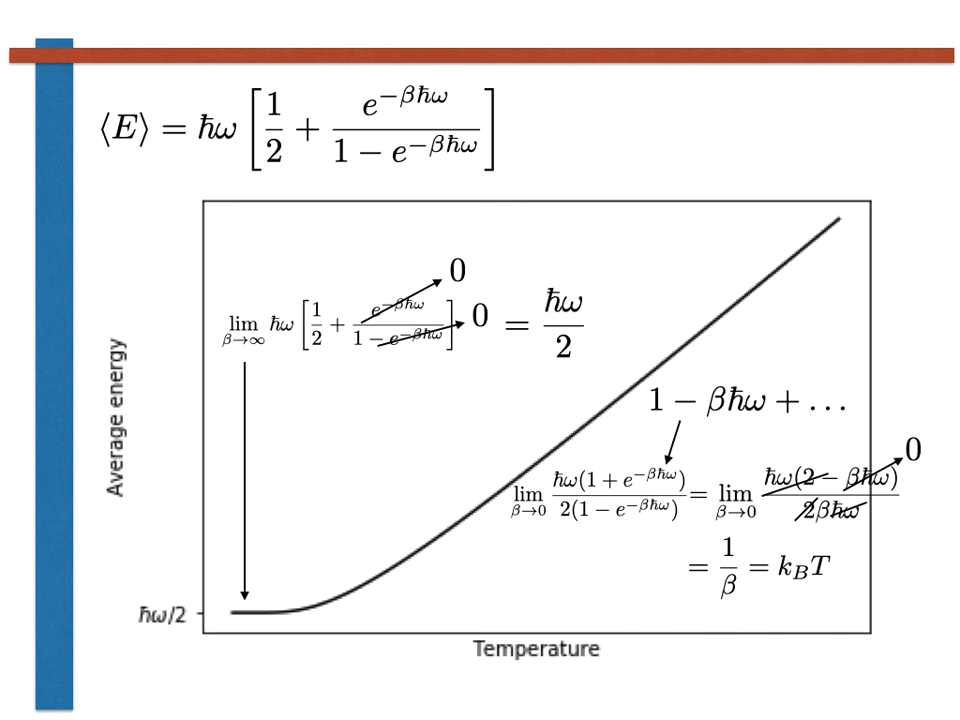 ⟨E⟩ = ħω [ 1/2 + e^{-βħω} / (1 − e^{-βħω}) ]
0
lim_{β→∞} ħω [ 1/2 + e^{-βħω} / (1 − e^{-βħω}) ] 0 = ħω/2
1 − βħω + ...
0
lim_{β→0} ħω(1 + e^{-βħω}) / 2(1 − e^{-βħω}) = lim_{β→0} ħω(2 − βħω) / 2βħω
= 1/β = k_B T
Average energy
ħω/2
Temperature